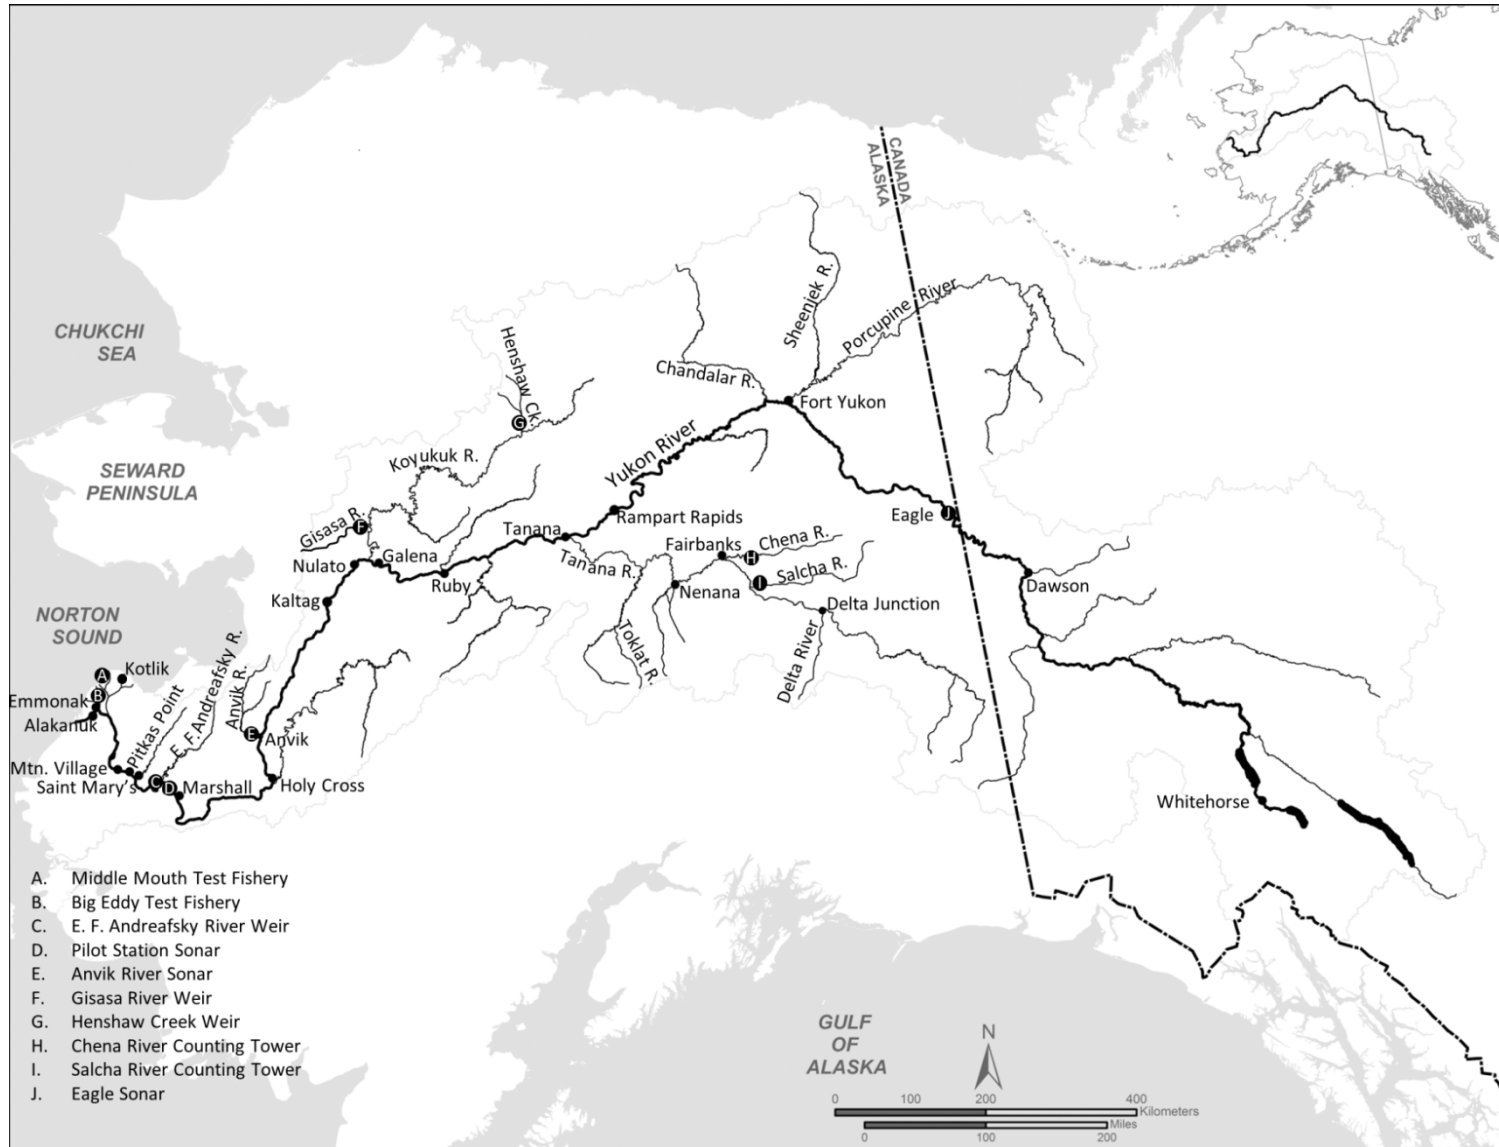 CANADA
ALASKA
Sheenjek R.
Porcupine River
CHUKCHI
SEA
Henshaw Ck.
Chandalar R.
Fort Yukon
G
Yukon River
Koyukuk R.
SEWARD
PENINSULA
Gisasa R.
F
Tanana
Rampart Rapids
Eagle
J
Fairbanks
H
Chena R.
Nulato
Galena
Tanana R.
I
Salcha R.
Ruby
Nenana
Dawson
Kaltag
Delta Junction
NORTON
SOUND
Toklat R.
Delta River
A
Kotlik
B
Emmonak
Alakanuk
Pitkas Point
E. F. Andreafsky R.
Anvik R.
E
Anvik
Mtn. Village
Saint Mary's
C
D
Marshall
Holy Cross
Whitehorse
A. Middle Mouth Test Fishery
B. Big Eddy Test Fishery
C. E. F. Andreafsky River Weir
D. Pilot Station Sonar
E. Anvik River Sonar
F. Gisasa River Weir
G. Henshaw Creek Weir
H. Chena River Counting Tower
I. Salcha River Counting Tower
J. Eagle Sonar
GULF
OF
ALASKA
N
0 100 200 400
Kilometers
Miles
0 100 200